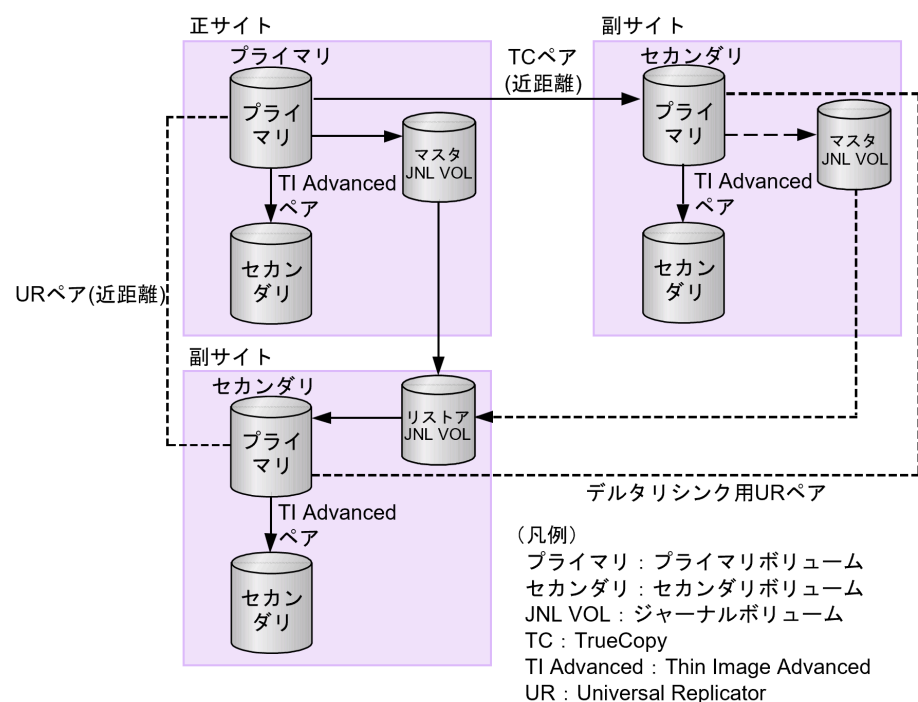 正サイト
プライマリ
プライ
マリ
マスタ
JNL VOL
TI Advanced
ペア
セカン
ダリ
TCペア
(近距離)
副サイト
セカンダリ
プライ
マリ
マスタ
JNL VOL
TI Advanced
ペア
セカン
ダリ
URペア(近距離)
副サイト
セカンダリ
プライ
マリ
リストア
JNL VOL
TI Advanced
ペア
セカン
ダリ
デルタリシンク用URペア
（凡例）
プライマリ：プライマリボリューム
セカンダリ：セカンダリボリューム
JNL VOL：ジャーナルボリューム
TC：TrueCopy
TI Advanced：Thin Image Advanced
UR：Universal Replicator